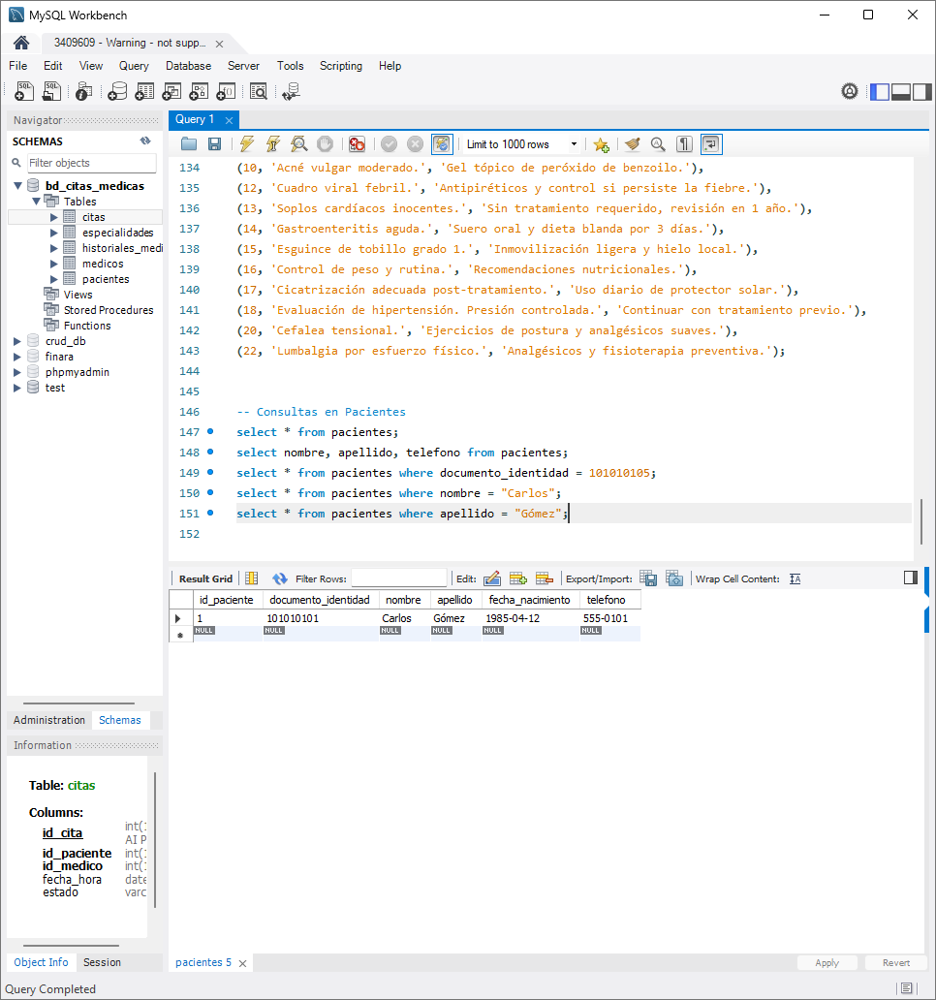 MySQL Workbench
3409609 - Warning - not supp...
File Edit View Query Database Server Tools Scripting Help
Navigator
SCHEMAS
Filter objects
bd_citas_medicas
Tables
citas
especialidades
historiales_medi
medicos
pacientes
Views
Stored Procedures
Functions
crud_db
finara
phpmyadmin
test
Query 1
Limit to 1000 rows
134 (10, 'Acné vulgar moderado.', 'Gel tópico de peróxido de benzoilo.'),
135 (12, 'Cuadro viral febril.', 'Antipiréticos y control si persiste la fiebre.'),
136 (13, 'Soplos cardíacos inocentes.', 'Sin tratamiento requerido, revisión en 1 año.'),
137 (14, 'Gastroenteritis aguda.', 'Suero oral y dieta blanda por 3 días.'),
138 (15, 'Esguince de tobillo grado 1.', 'Inmovilización ligera y hielo local.'),
139 (16, 'Control de peso y rutina.', 'Recomendaciones nutricionales.'),
140 (17, 'Cicatrización adecuada post-tratamiento.', 'Uso diario de protector solar.'),
141 (18, 'Evaluación de hipertensión. Presión controlada.', 'Continuar con tratamiento previo.'),
142 (20, 'Cefalea tensional.', 'Ejercicios de postura y analgésicos suaves.'),
143 (22, 'Lumbalgia por esfuerzo físico.', 'Analgésicos y fisioterapia preventiva.');
144
145
146 -- Consultas en Pacientes
147 select * from pacientes;
148 select nombre, apellido, telefono from pacientes;
149 select * from pacientes where documento_identidad = 101010105;
150 select * from pacientes where nombre = "Carlos";
151 select * from pacientes where apellido = "Gómez";
152
Result Grid Filter Rows: Edit: Export/Import: Wrap Cell Content:
id_paciente documento_identidad nombre apellido fecha_nacimiento telefono
1 101010101 Carlos Gómez 1985-04-12 555-0101
NULL NULL NULL NULL NULL NULL
Administration Schemas
Information
Table: citas
Columns:
id_cita int(
AI P
id_paciente int(
id_medico int(
fecha_hora date
estado varc
Object Info Session
pacientes 5
Apply Revert
Query Completed